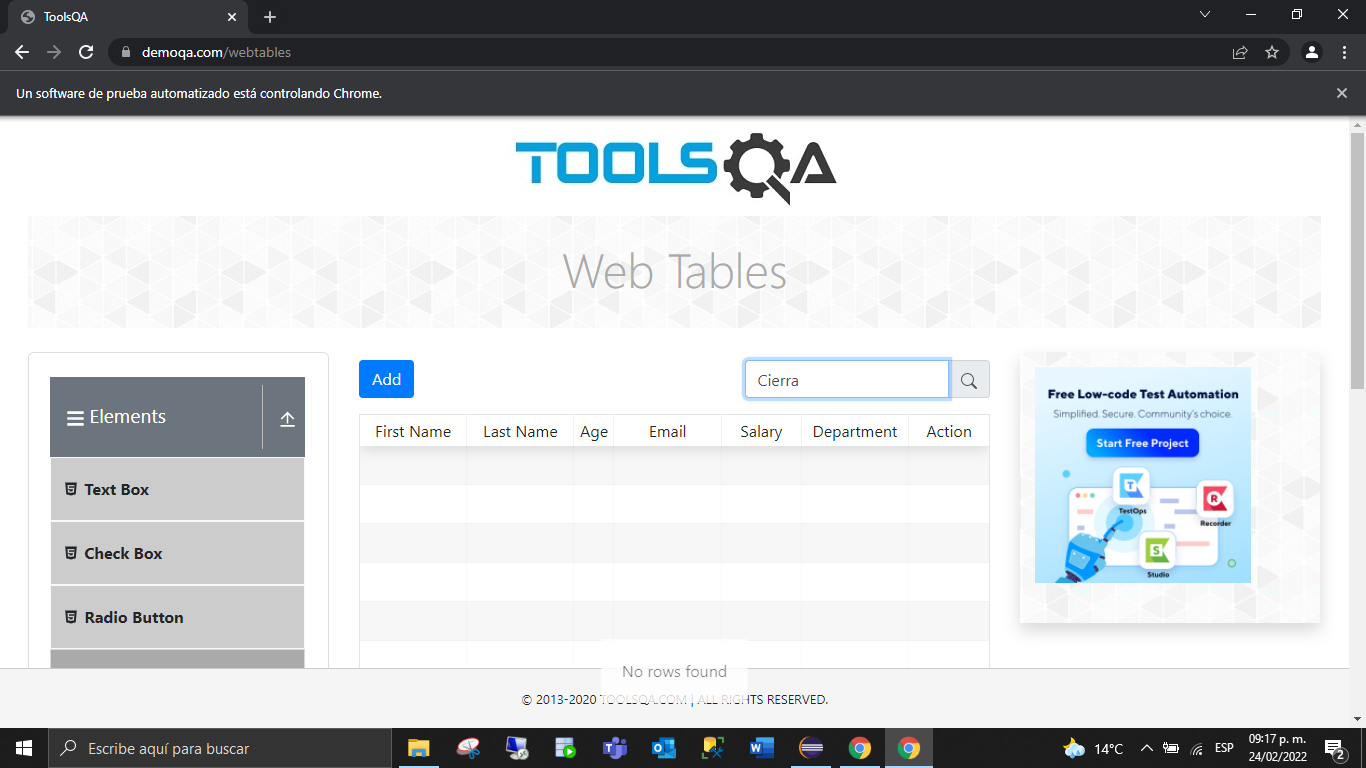 ToolsQA
demoqa.com/webtables
Un software de prueba automatizado está controlando Chrome.
TOOLSQA
Web Tables
Elements
Text Box
Check Box
Radio Button
Add
Cierra
First Name Last Name Age Email Salary Department Action
No rows found
Free Low-code Test Automation
Simplified. Secure. Community's choice.
Start Free Project
TestOps
Recorder
Studio
© 2013-2020 TOOLSQA.COM | ALL RIGHTS RESERVED.
Escribe aquí para buscar
14°C
ESP
09:17 p. m.
24/02/2022
2